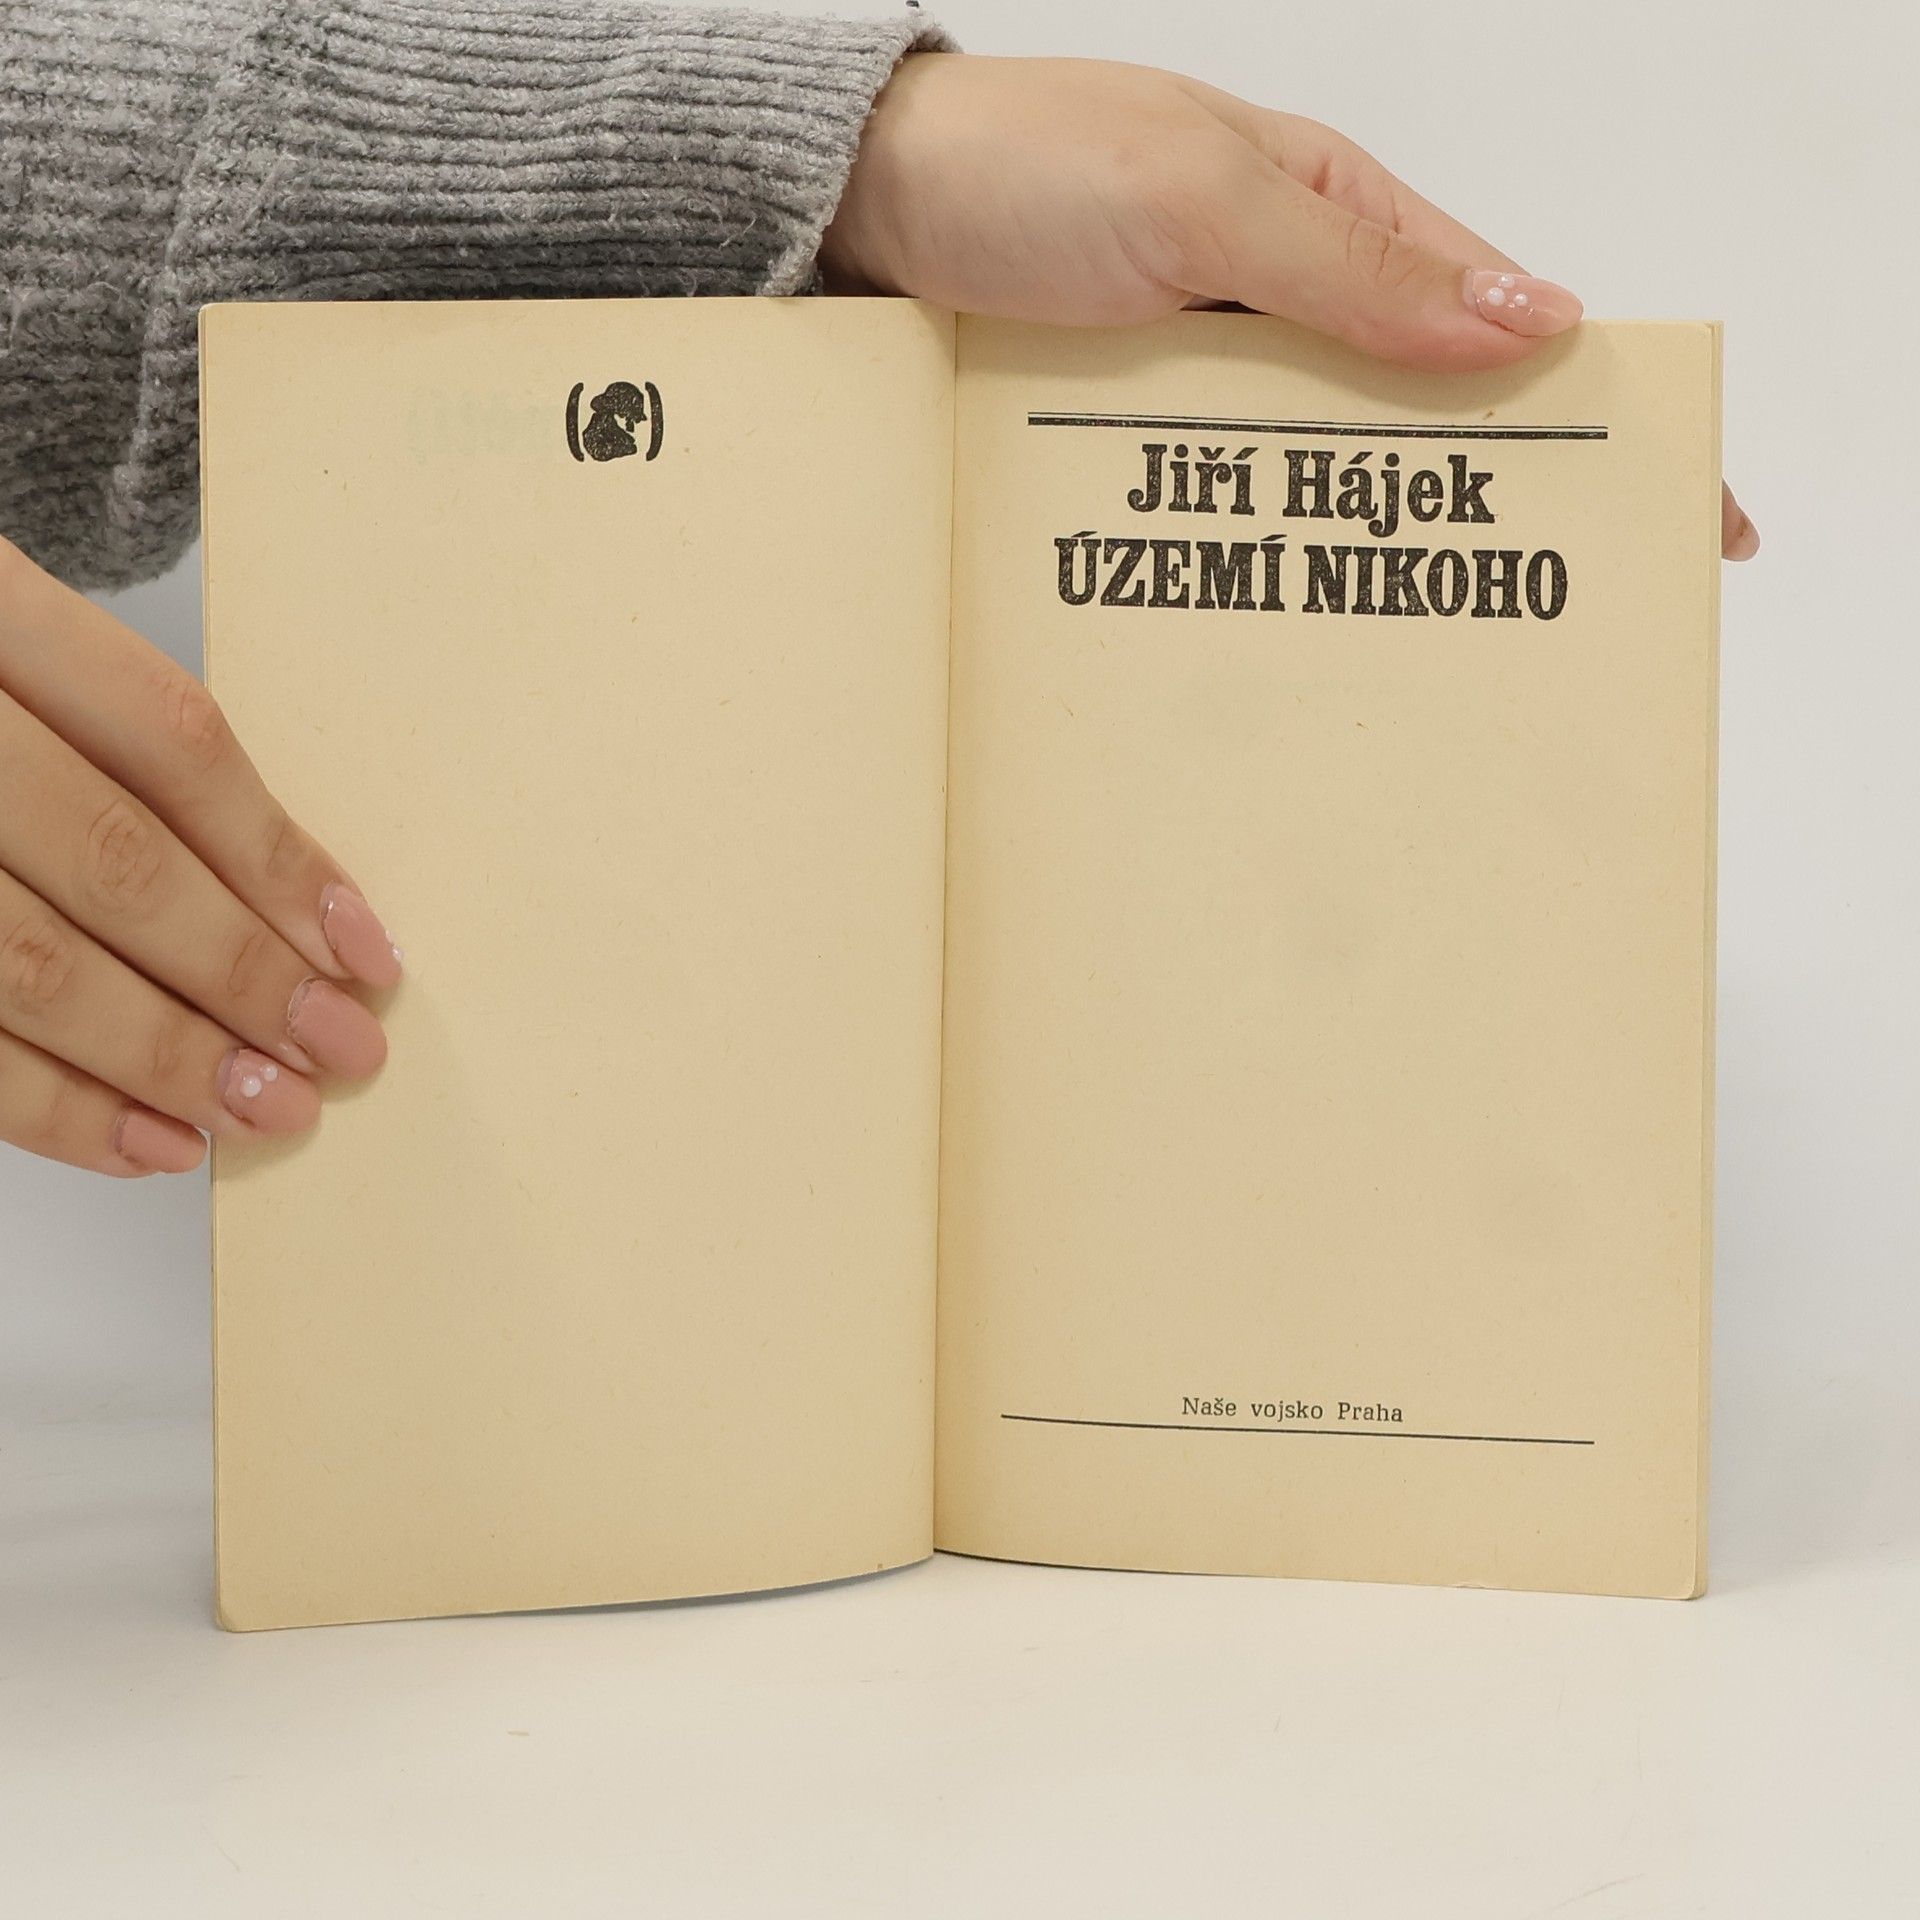 Jiří Hájek
ÚZEMÍ NIKOHO
Naše vojsko Praha